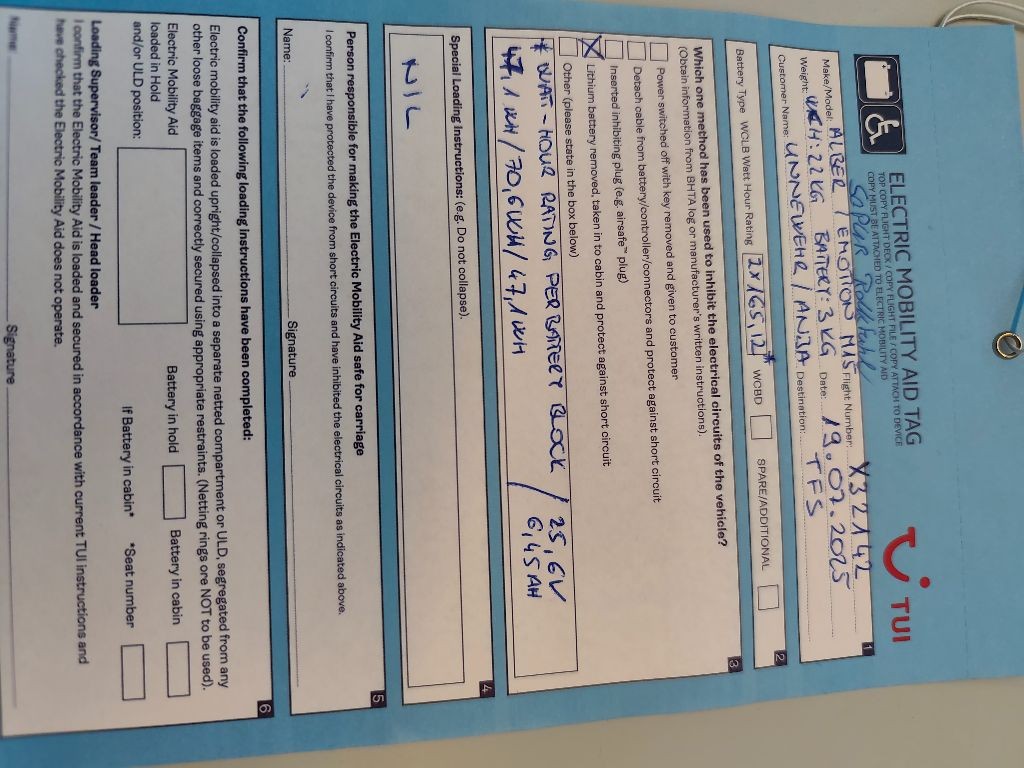 ELECTRIC MOBILITY AID TAG
TOP COPY FLIGHT DECK / COPY FLIGHT FILE / COPY ATTACH TO DEVICE
COPY MUST BE ATTACHED TO ELECTRIC MOBILITY AID
TUI
1
Make/Model: ALBER / EMOTION M15 Flight Number: X3 2142
Weight: 22KG BATTERY: 3 KG Date: 19.07.2025
Customer Name: UNNEWEHR / ANJA Destination: TFS
2
Battery Type WCLB Watt Hour Rating 2x165,12* WCBD SPARE/ADDITIONAL
3
Which one method has been used to inhibit the electrical circuits of the vehicle?
(Obtain information from BHTA log or manufacturer's written instructions).
Power switched off with key removed and given to customer
Detach cable from battery/controller/connectors and protect against short circuit
Inserted inhibiting plug (e.g. airsafe™ plug)
X Lithium battery removed, taken in to cabin and protect against short circuit
Other (please state in the box below)
* WAT-HOUR RATING PER BATTERY BLOCK / 25,6V
47,1 WH / 70,6 WH / 47,1 WH 6,45 AH
4
Special Loading Instructions: (e.g. Do not collapse).
NIL
5
Person responsible for making the Electric Mobility Aid safe for carriage
I confirm that I have protected the device from short circuits and have inhibited the electrical circuits as indicated above.
Name: Signature
6
Confirm that the following loading instructions have been completed:
Electric mobility aid is loaded upright/collapsed into a separate netted compartment or ULD, segregated from any
other loose baggage items and correctly secured using appropriate restraints. (Netting rings are NOT to be used).
Electric Mobility Aid
loaded in Hold
and/or ULD position:
Battery in hold Battery in cabin
If Battery in cabin* *Seat number
Loading Supervisor/Team leader / Head loader
I confirm that the Electric Mobility Aid is loaded and secured in accordance with current TUI instructions and
have checked the Electric Mobility Aid does not operate.
Name: Signature